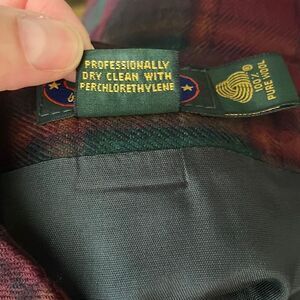 PROFESSIONALLY
DRY CLEAN WITH
PERCHLORETHYLENE
100%
PURE WOOL